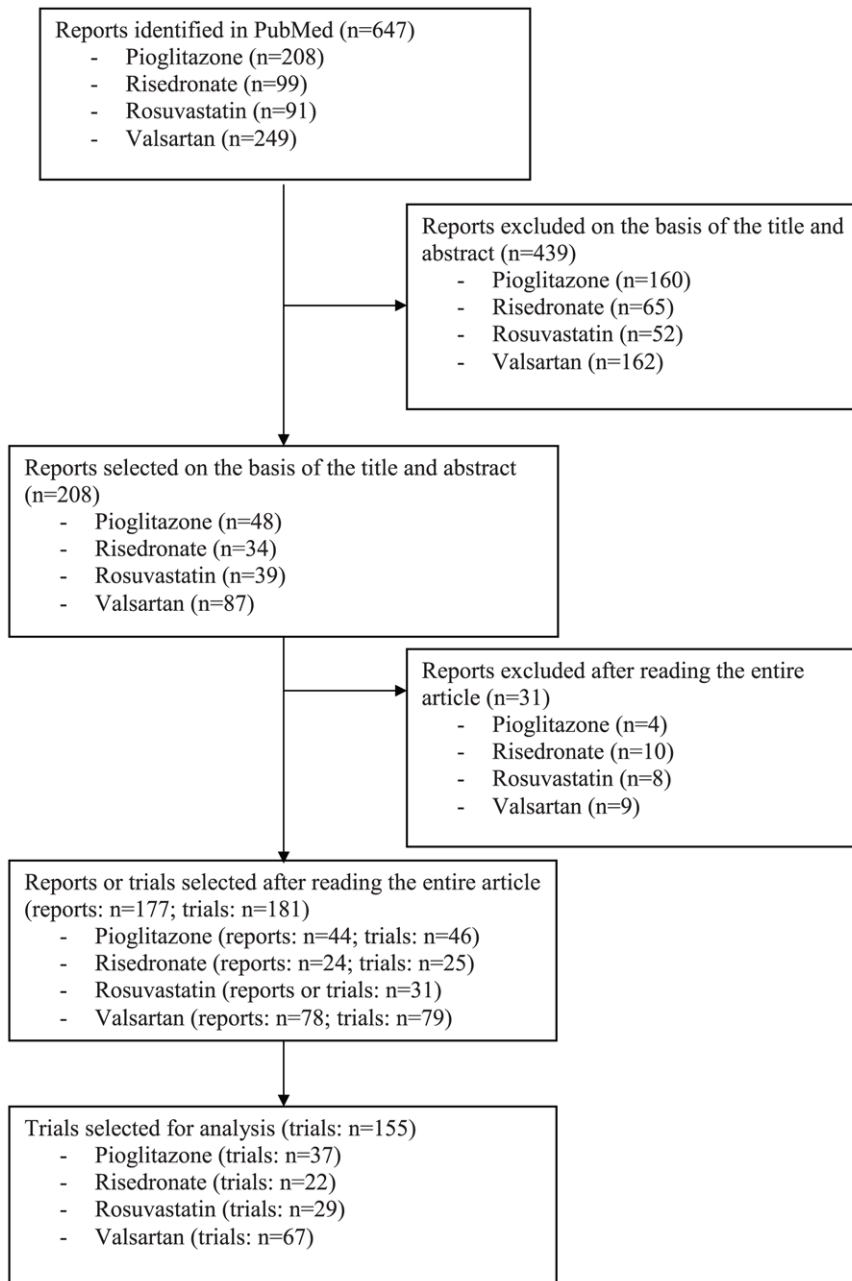 Reports identified in PubMed (n=647)
- Pioglitazone (n=208)
- Risedronate (n=99)
- Rosuvastatin (n=91)
- Valsartan (n=249)
Reports excluded on the basis of the title and
abstract (n=439)
- Pioglitazone (n=160)
- Risedronate (n=65)
- Rosuvastatin (n=52)
- Valsartan (n=162)
Reports selected on the basis of the title and abstract
(n=208)
- Pioglitazone (n=48)
- Risedronate (n=34)
- Rosuvastatin (n=39)
- Valsartan (n=87)
Reports excluded after reading the entire
article (n=31)
- Pioglitazone (n=4)
- Risedronate (n=10)
- Rosuvastatin (n=8)
- Valsartan (n=9)
Reports or trials selected after reading the entire article
(reports: n=177; trials: n=181)
- Pioglitazone (reports: n=44; trials: n=46)
- Risedronate (reports: n=24; trials: n=25)
- Rosuvastatin (reports or trials: n=31)
- Valsartan (reports: n=78; trials: n=79)
Trials selected for analysis (trials: n=155)
- Pioglitazone (trials: n=37)
- Risedronate (trials: n=22)
- Rosuvastatin (trials: n=29)
- Valsartan (trials: n=67)